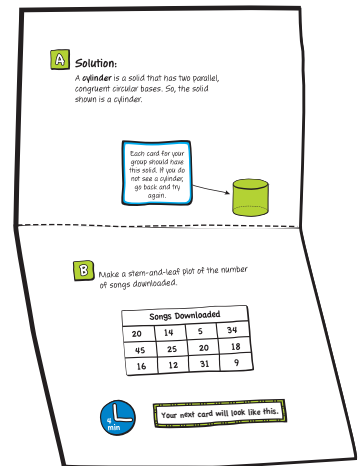 A Solution:
A cylinder is a solid that has two parallel,
congruent circular bases. So, the solid
shown is a cylinder.
Each card for your
group should have
this solid. If you do
not see a cylinder,
go back and try
again.
B Make a stem-and-leaf plot of the number
of songs downloaded.
Songs Downloaded
20 14 5 34
45 25 20 18
16 12 31 9
4
min
Your next card will look like this.